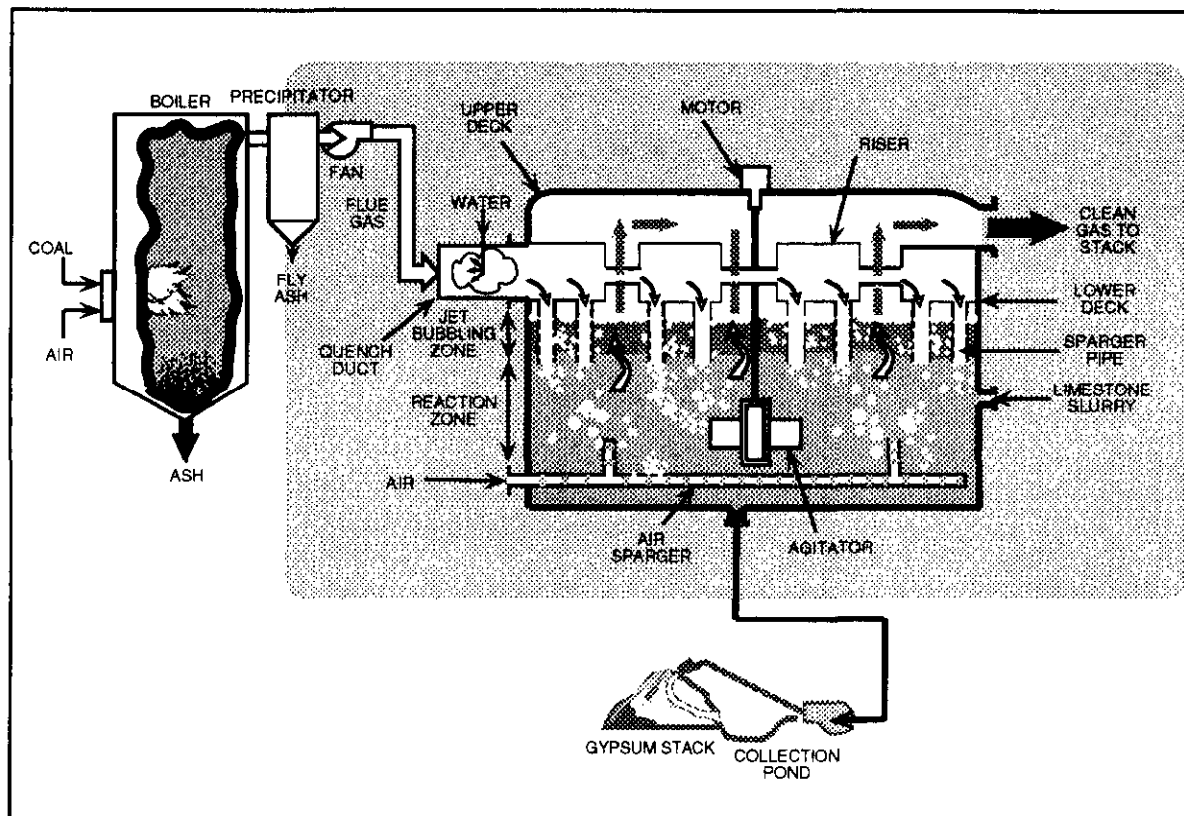 BOILER
PRECIPITATOR
UPPER
DECK
MOTOR
RISER
FAN
FLUE
GAS
WATER
CLEAN
GAS TO
STACK
COAL
FLY
ASH
LOWER
DECK
AIR
QUENCH
DUCT
JET
BUBBLING
ZONE
SPARGER
PIPE
REACTION
ZONE
LIMESTONE
SLURRY
ASH
AIR
AIR
SPARGER
AGITATOR
GYPSUM STACK
COLLECTION
POND